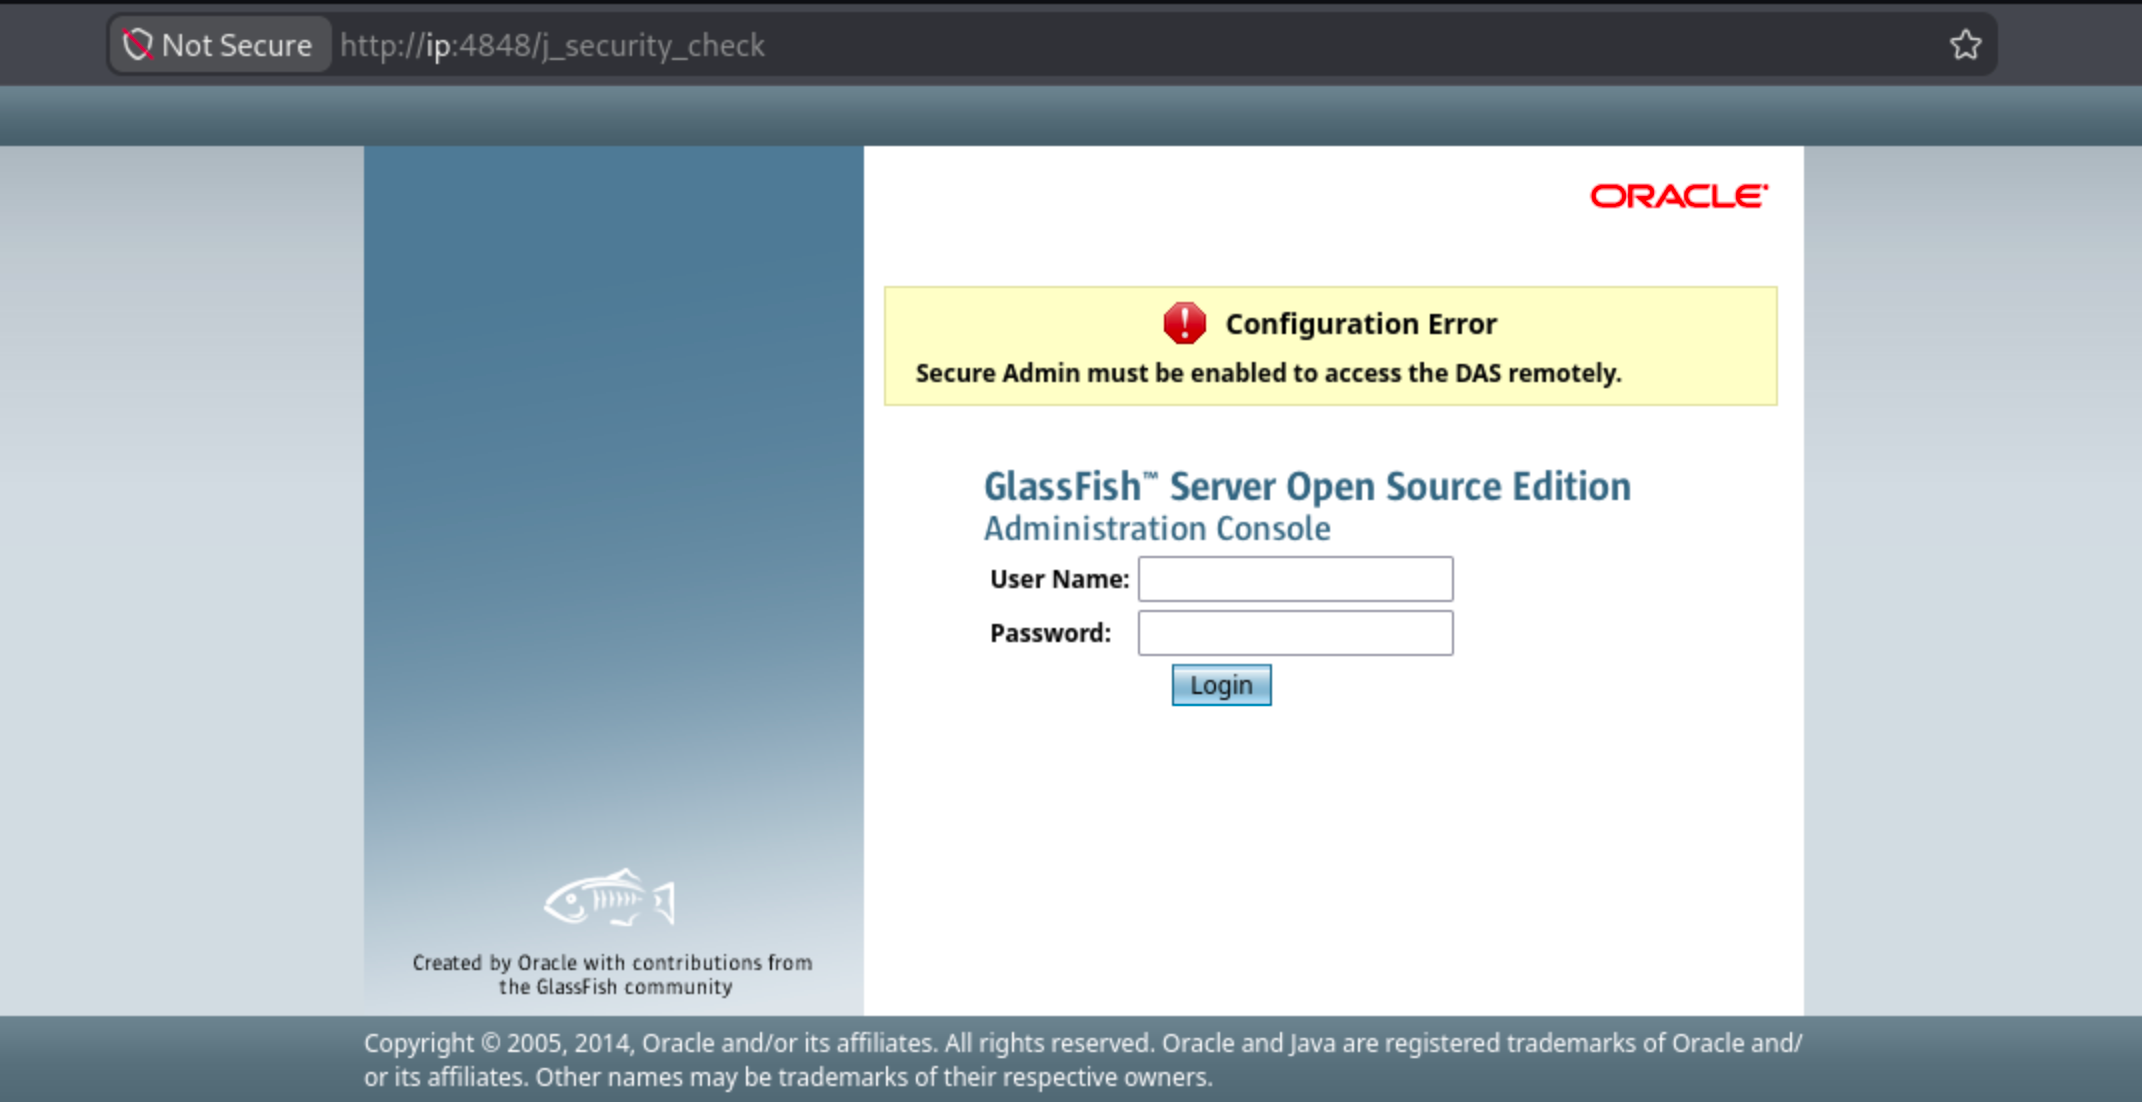 Not Secure http://ip:4848/j_security_check
ORACLE
Configuration Error
Secure Admin must be enabled to access the DAS remotely.
GlassFish™ Server Open Source Edition
Administration Console
User Name:
Password:
Login
Created by Oracle with contributions from
the GlassFish community
Copyright © 2005, 2014, Oracle and/or its affiliates. All rights reserved. Oracle and Java are registered trademarks of Oracle and/
or its affiliates. Other names may be trademarks of their respective owners.